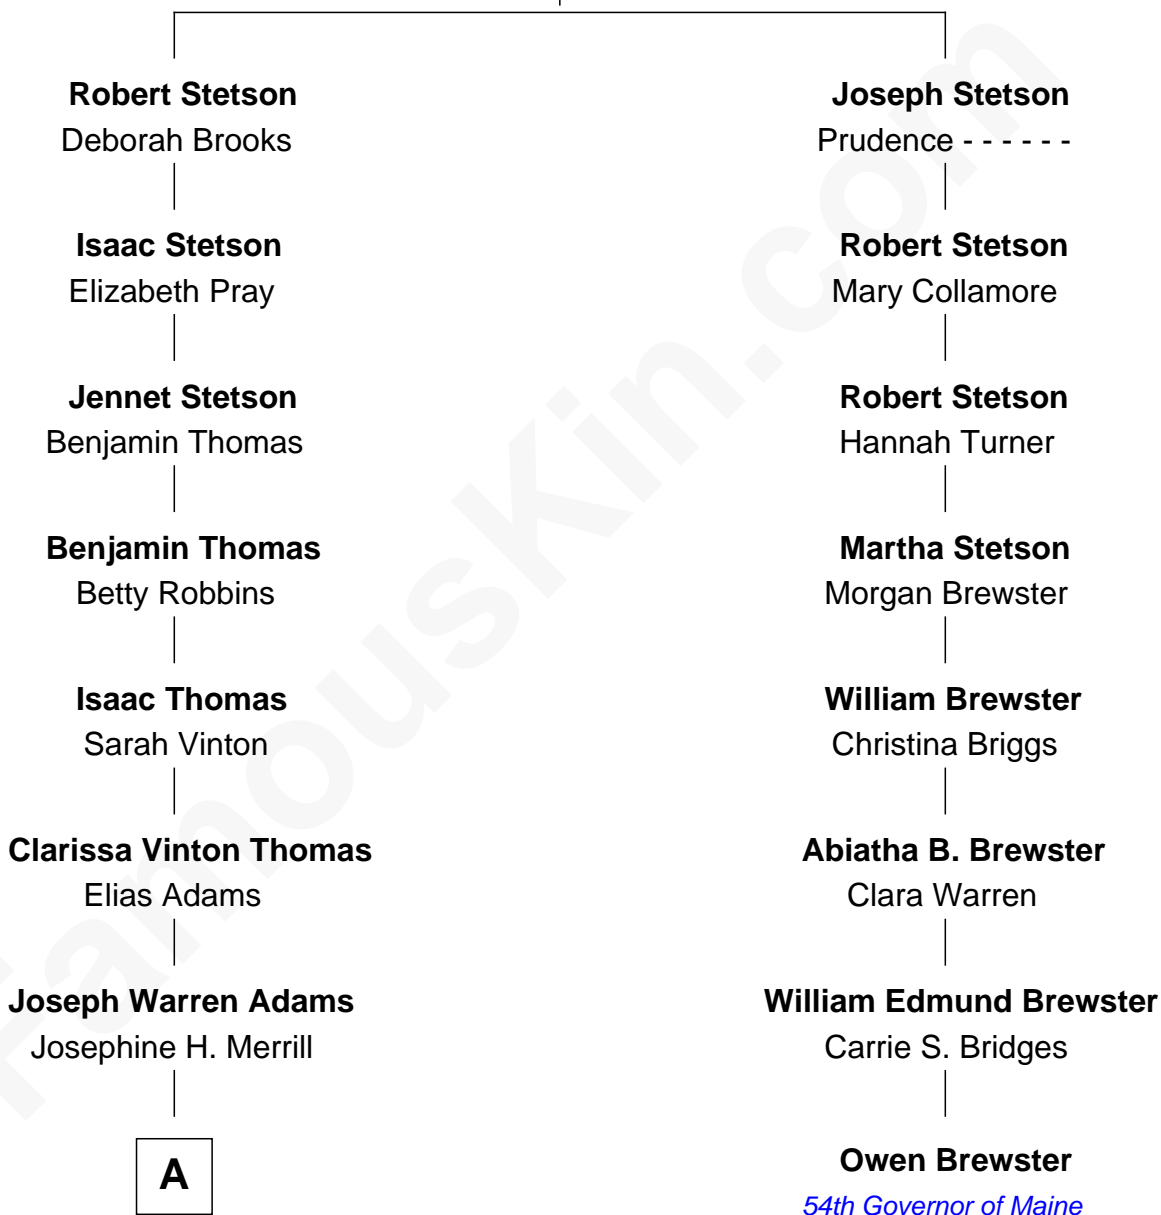 Robert Stetson
Deborah Brooks
Isaac Stetson
Elizabeth Pray
Jennet Stetson
Benjamin Thomas
Benjamin Thomas
Betty Robbins
Isaac Thomas
Sarah Vinton
Clarissa Vinton Thomas
Elias Adams
Joseph Warren Adams
Josephine H. Merrill
A
Joseph Stetson
Prudence - - - - - -
Robert Stetson
Mary Collamore
Robert Stetson
Hannah Turner
Martha Stetson
Morgan Brewster
William Brewster
Christina Briggs
Abiatha B. Brewster
Clara Warren
William Edmund Brewster
Carrie S. Bridges
Owen Brewster
54th Governor of Maine
FamousKin.com